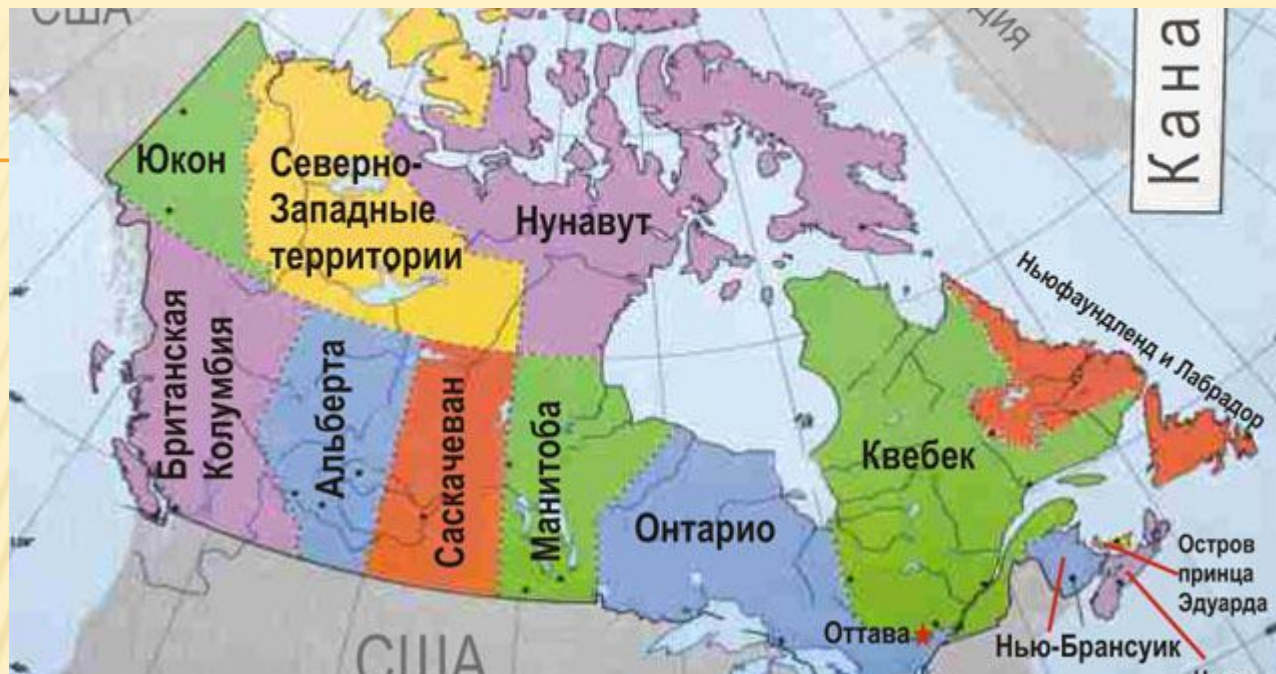 США
Кана
Юкон
Северно-
Западные
территории
Нунавут
Ньюфаундленд и Лабрадор
Британская
Колумбия
Альберта
Саскачеван
Манитоба
Онтарио
Квебек
Остров
принца
Эдуарда
Оттава
Нью-Брансуик
США